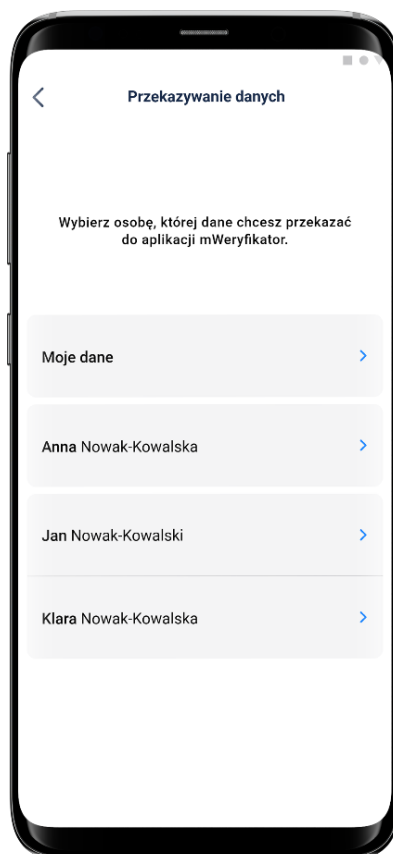 Przekazywanie danych
Wybierz osobę, której dane chcesz przekazać
do aplikacji mWeryfikator.
Moje dane
Anna Nowak-Kowalska
Jan Nowak-Kowalski
Klara Nowak-Kowalska